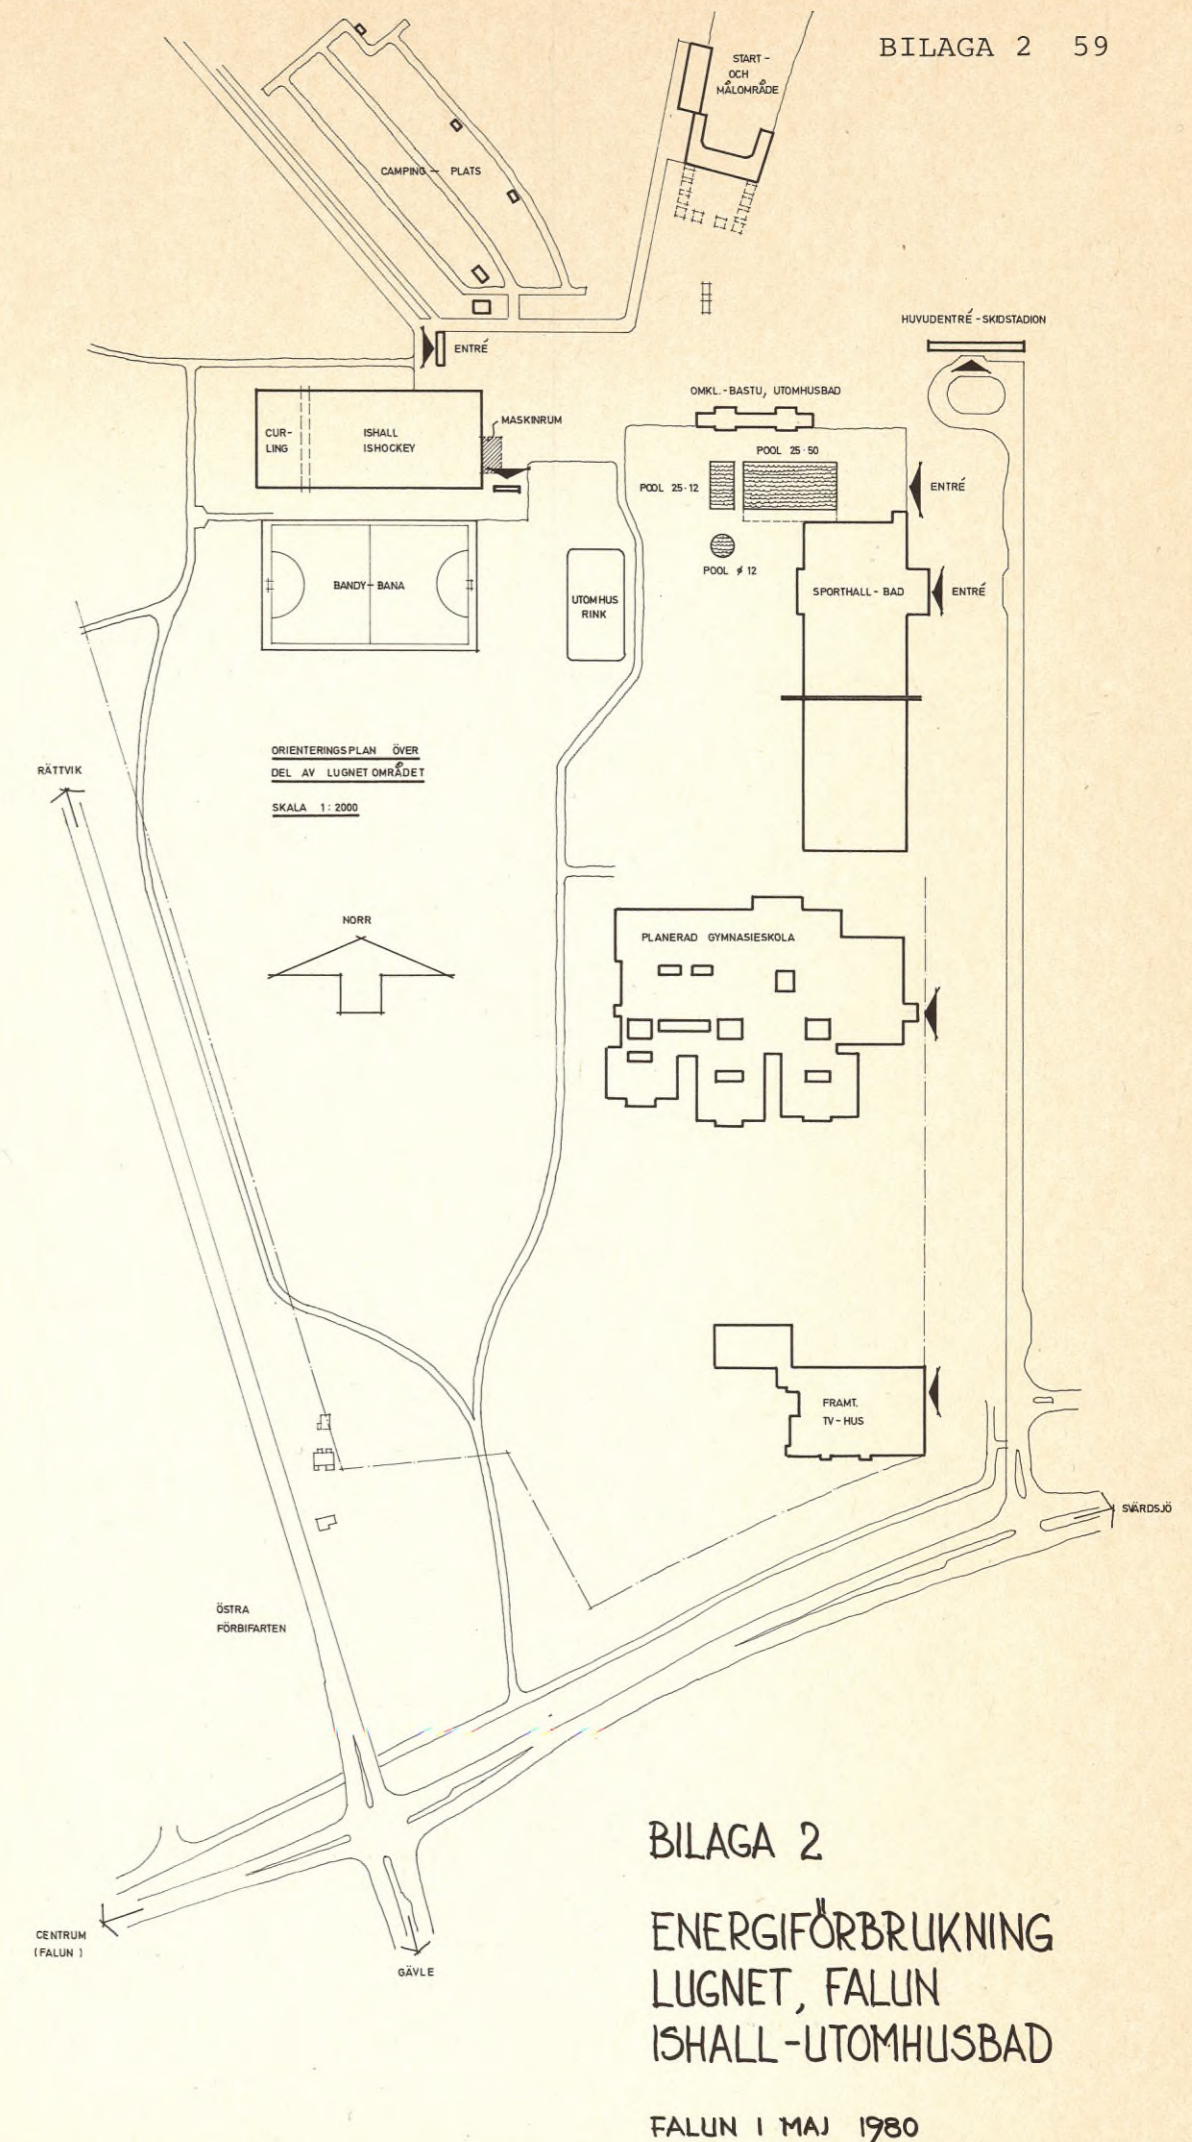 BILAGA 2 59
START-
OCH
MÅLOMRÅDE
CAMPING- PLATS
HUVUDENTRÉ-SKIDSTADION
ENTRÉ
OMKL.-BASTU, UTOMHUSBAD
MASKINRUM
CUR-
LING
ISHALL
ISHOCKEY
POOL 25·50
POOL 25·12
ENTRÉ
POOL ø 12
BANDY-BANA
UTOMHUS
RINK
SPORTHALL-BAD
ENTRÉ
ORIENTERINGSPLAN ÖVER
DEL AV LUGNETOMRÅDET
SKALA 1:2000
RÄTTVIK
NORR
PLANERAD GYMNASIESKOLA
FRAMT.
TV-HUS
SVÄRDSJÖ
ÖSTRA
FÖRBIFARTEN
CENTRUM
(FALUN)
GÄVLE
BILAGA 2
ENERGIFÖRBRUKNING
LUGNET, FALUN
ISHALL-UTOMHUSBAD
FALUN 1 MAJ 1980